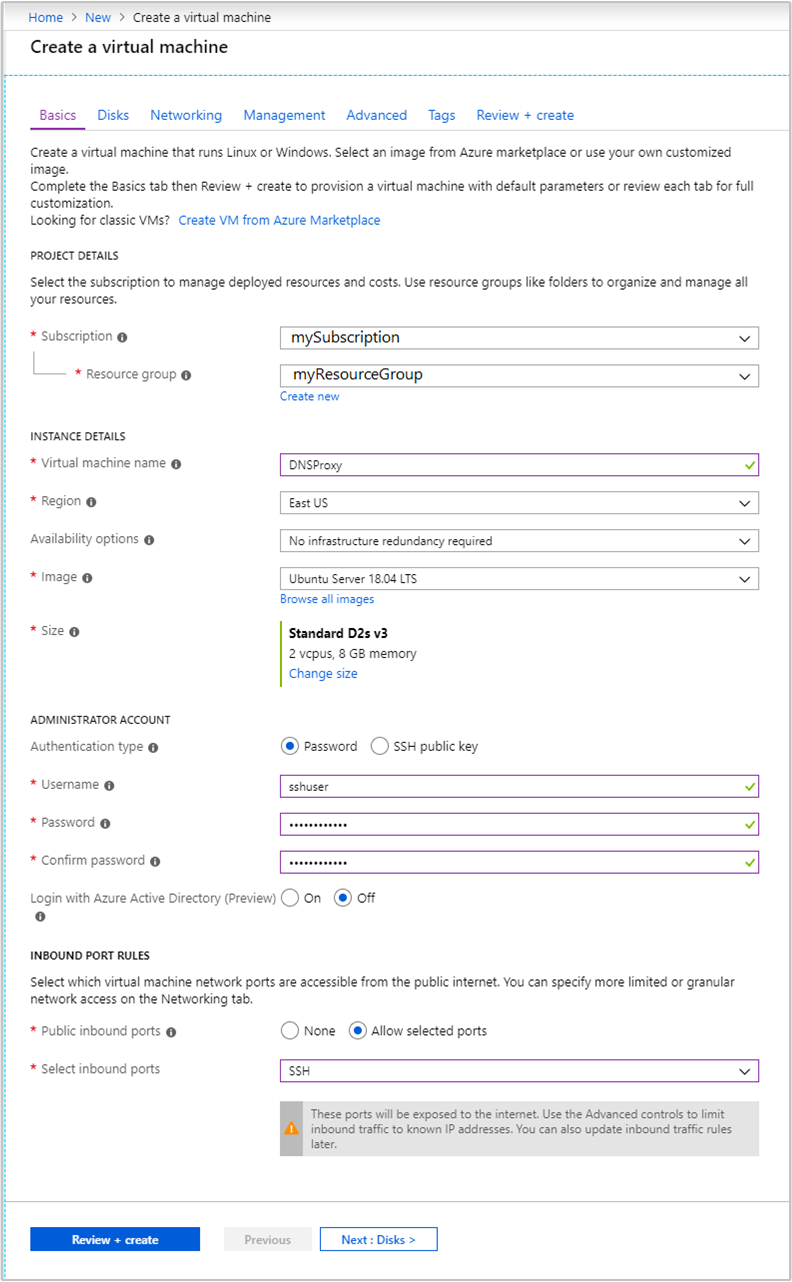 Home > New > Create a virtual machine
Create a virtual machine
Basics Disks Networking Management Advanced Tags Review + create
Create a virtual machine that runs Linux or Windows. Select an image from Azure marketplace or use your own customized
image.
Complete the Basics tab then Review + create to provision a virtual machine with default parameters or review each tab for full
customization.
Looking for classic VMs? Create VM from Azure Marketplace
PROJECT DETAILS
Select the subscription to manage deployed resources and costs. Use resource groups like folders to organize and manage all
your resources.
* Subscription mySubscription
* Resource group myResourceGroup
Create new
INSTANCE DETAILS
* Virtual machine name DNSProxy
* Region East US
Availability options No infrastructure redundancy required
* Image Ubuntu Server 18.04 LTS
Browse all images
* Size Standard D2s v3
2 vcpus, 8 GB memory
Change size
ADMINISTRATOR ACCOUNT
Authentication type Password SSH public key
* Username sshuser
* Password ••••••••••••
* Confirm password ••••••••••••
Login with Azure Active Directory (Preview) On Off
INBOUND PORT RULES
Select which virtual machine network ports are accessible from the public internet. You can specify more limited or granular
network access on the Networking tab.
* Public inbound ports None Allow selected ports
* Select inbound ports SSH
These ports will be exposed to the internet. Use the Advanced controls to limit
inbound traffic to known IP addresses. You can also update inbound traffic rules
later.
Review + create Previous Next : Disks >